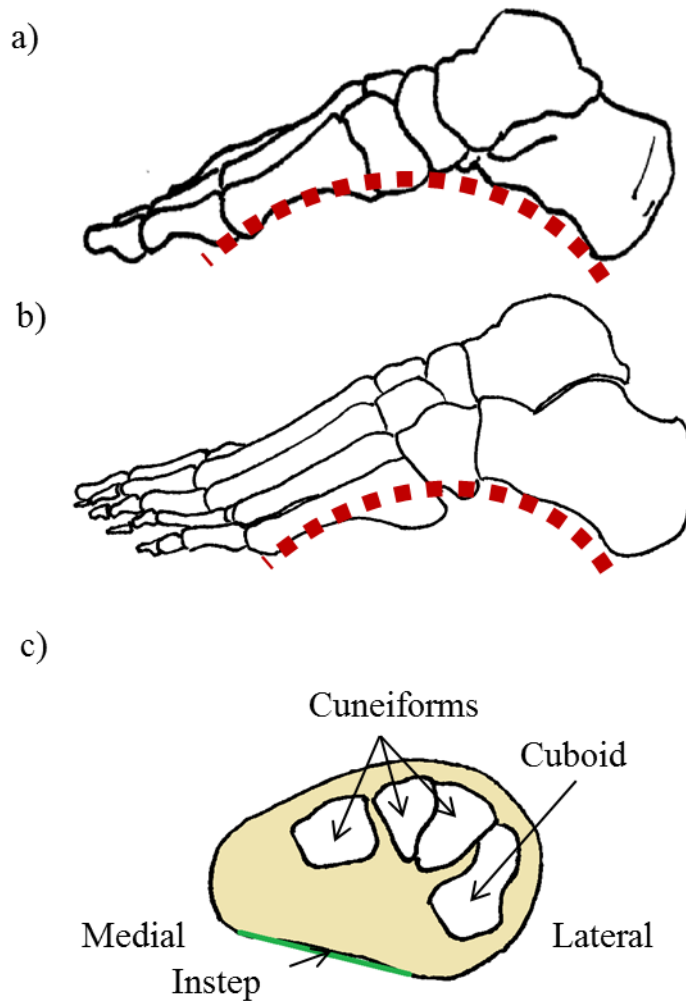 a)
b)
c)
Cuneiforms
Cuboid
Medial
Lateral
Instep